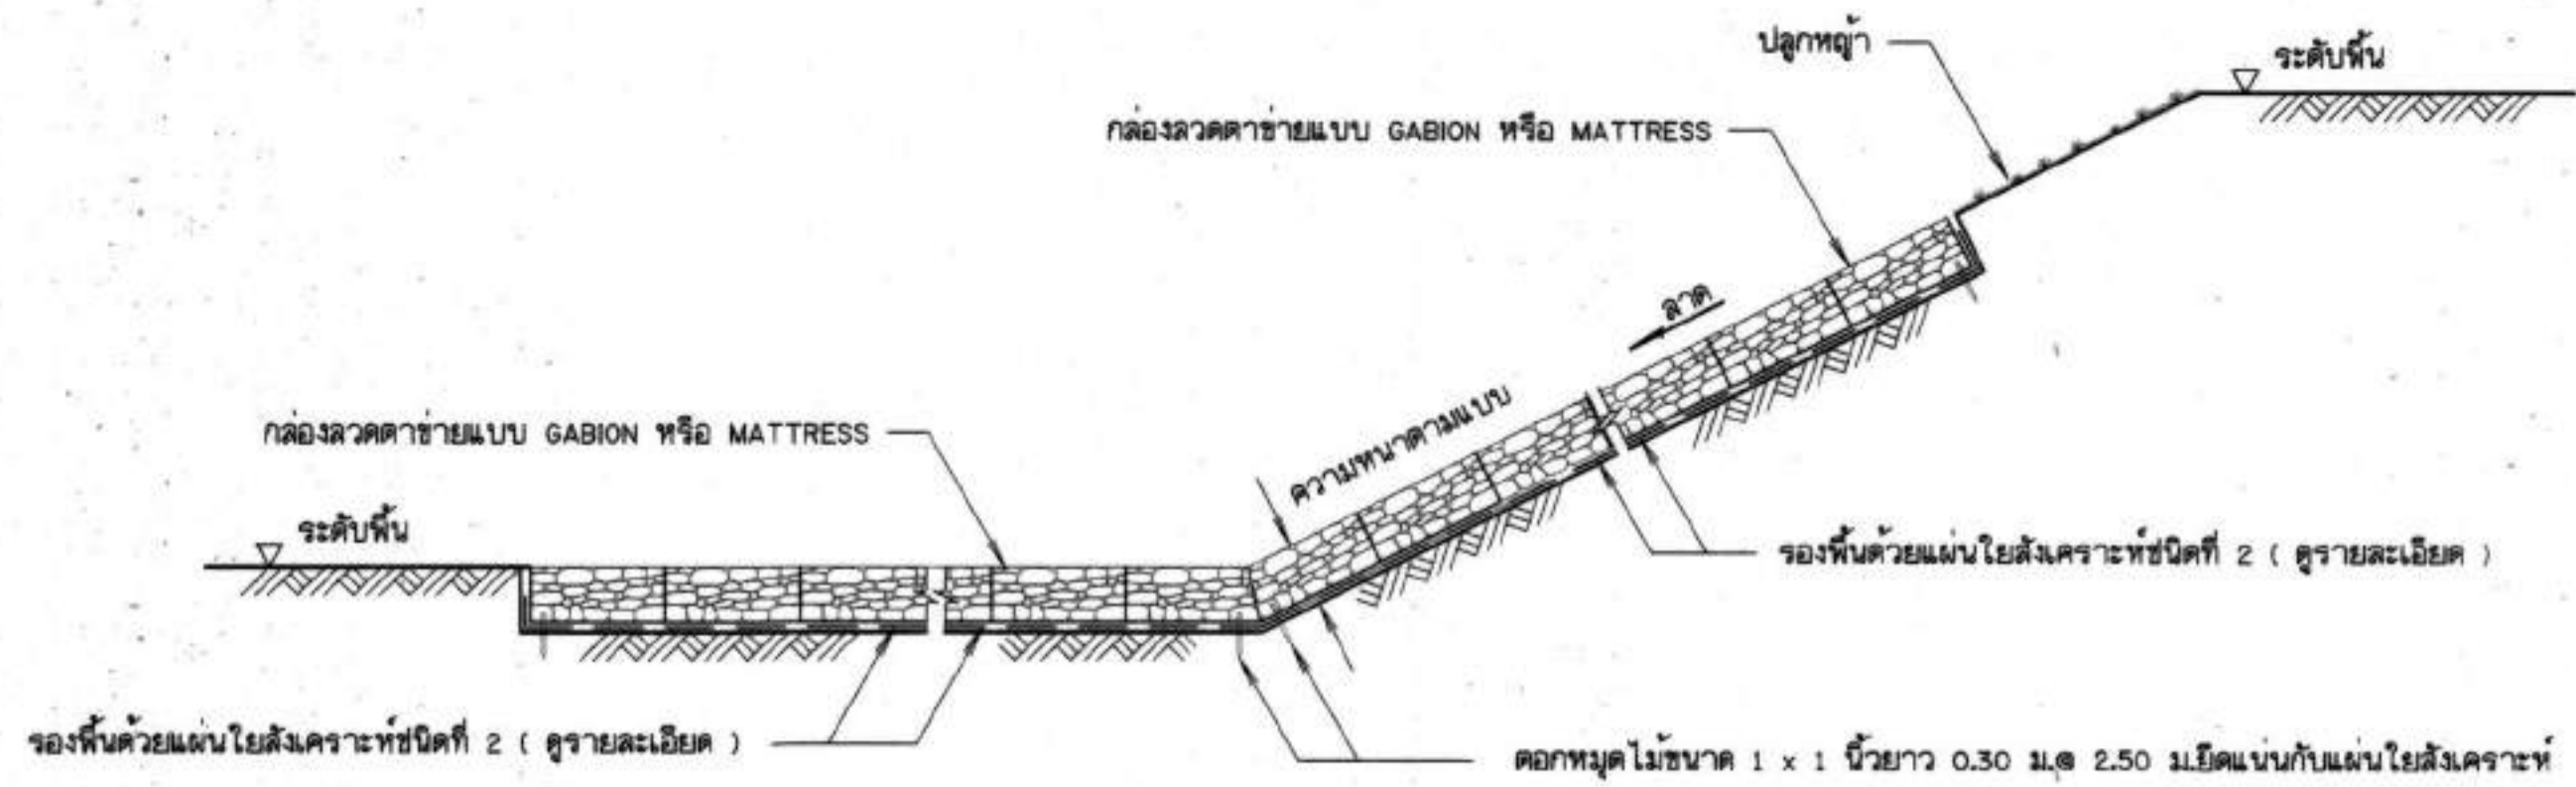 ปลูกหญ้า
ระดับพื้น
กล่องลวดตาข่ายแบบ GABION หรือ MATTRESS
ลาด
ความหนาตามแบบ
กล่องลวดตาข่ายแบบ GABION หรือ MATTRESS
ระดับพื้น
รองพื้นด้วยแผ่นใยสังเคราะห์ชนิดที่ 2 ( ดูรายละเอียด )
รองพื้นด้วยแผ่นใยสังเคราะห์ชนิดที่ 2 ( ดูรายละเอียด )
ตอกหมุดไม้ขนาด 1 x 1 นิ้วยาว 0.30 ม.@ 2.50 ม.ยึดแน่นกับแผ่นใยสังเคราะห์